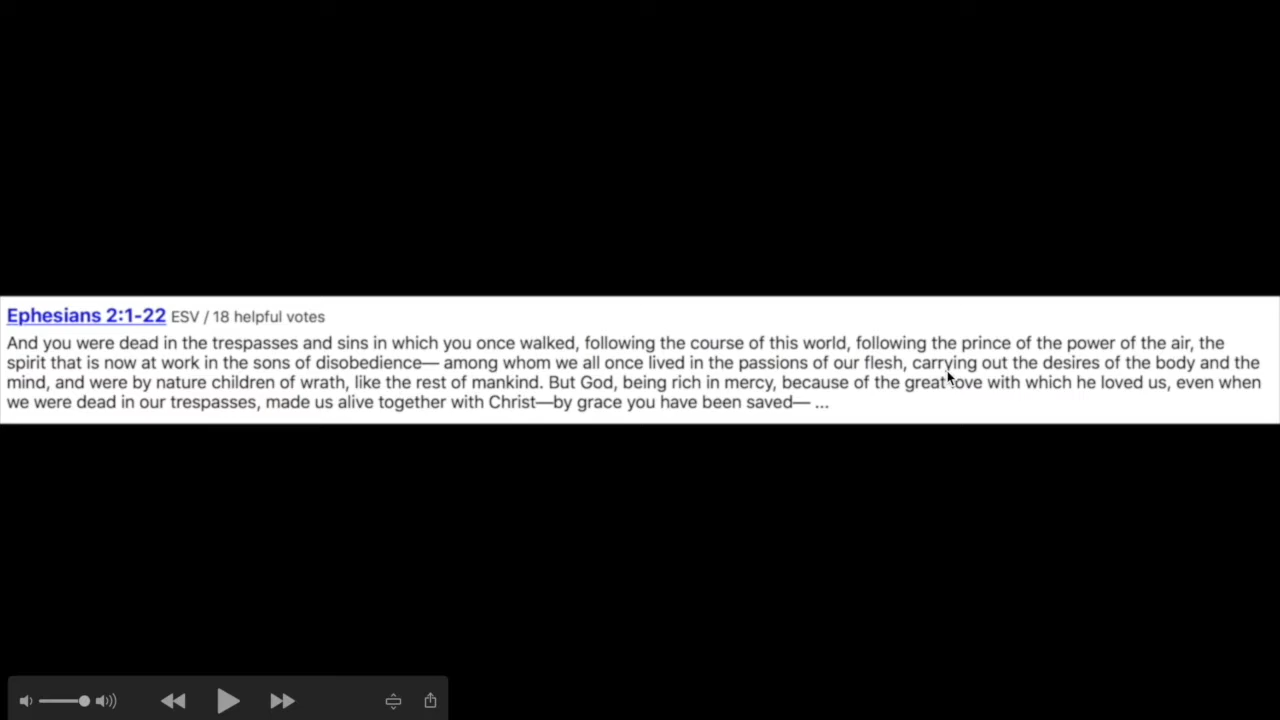 Ephesians 2:1-22 ESV / 18 helpful votes
And you were dead in the trespasses and sins in which you once walked, following the course of this world, following the prince of the power of the air, the
spirit that is now at work in the sons of disobedience— among whom we all once lived in the passions of our flesh, carrying out the desires of the body and the
mind, and were by nature children of wrath, like the rest of mankind. But God, being rich in mercy, because of the great love with which he loved us, even when
we were dead in our trespasses, made us alive together with Christ—by grace you have been saved— ...